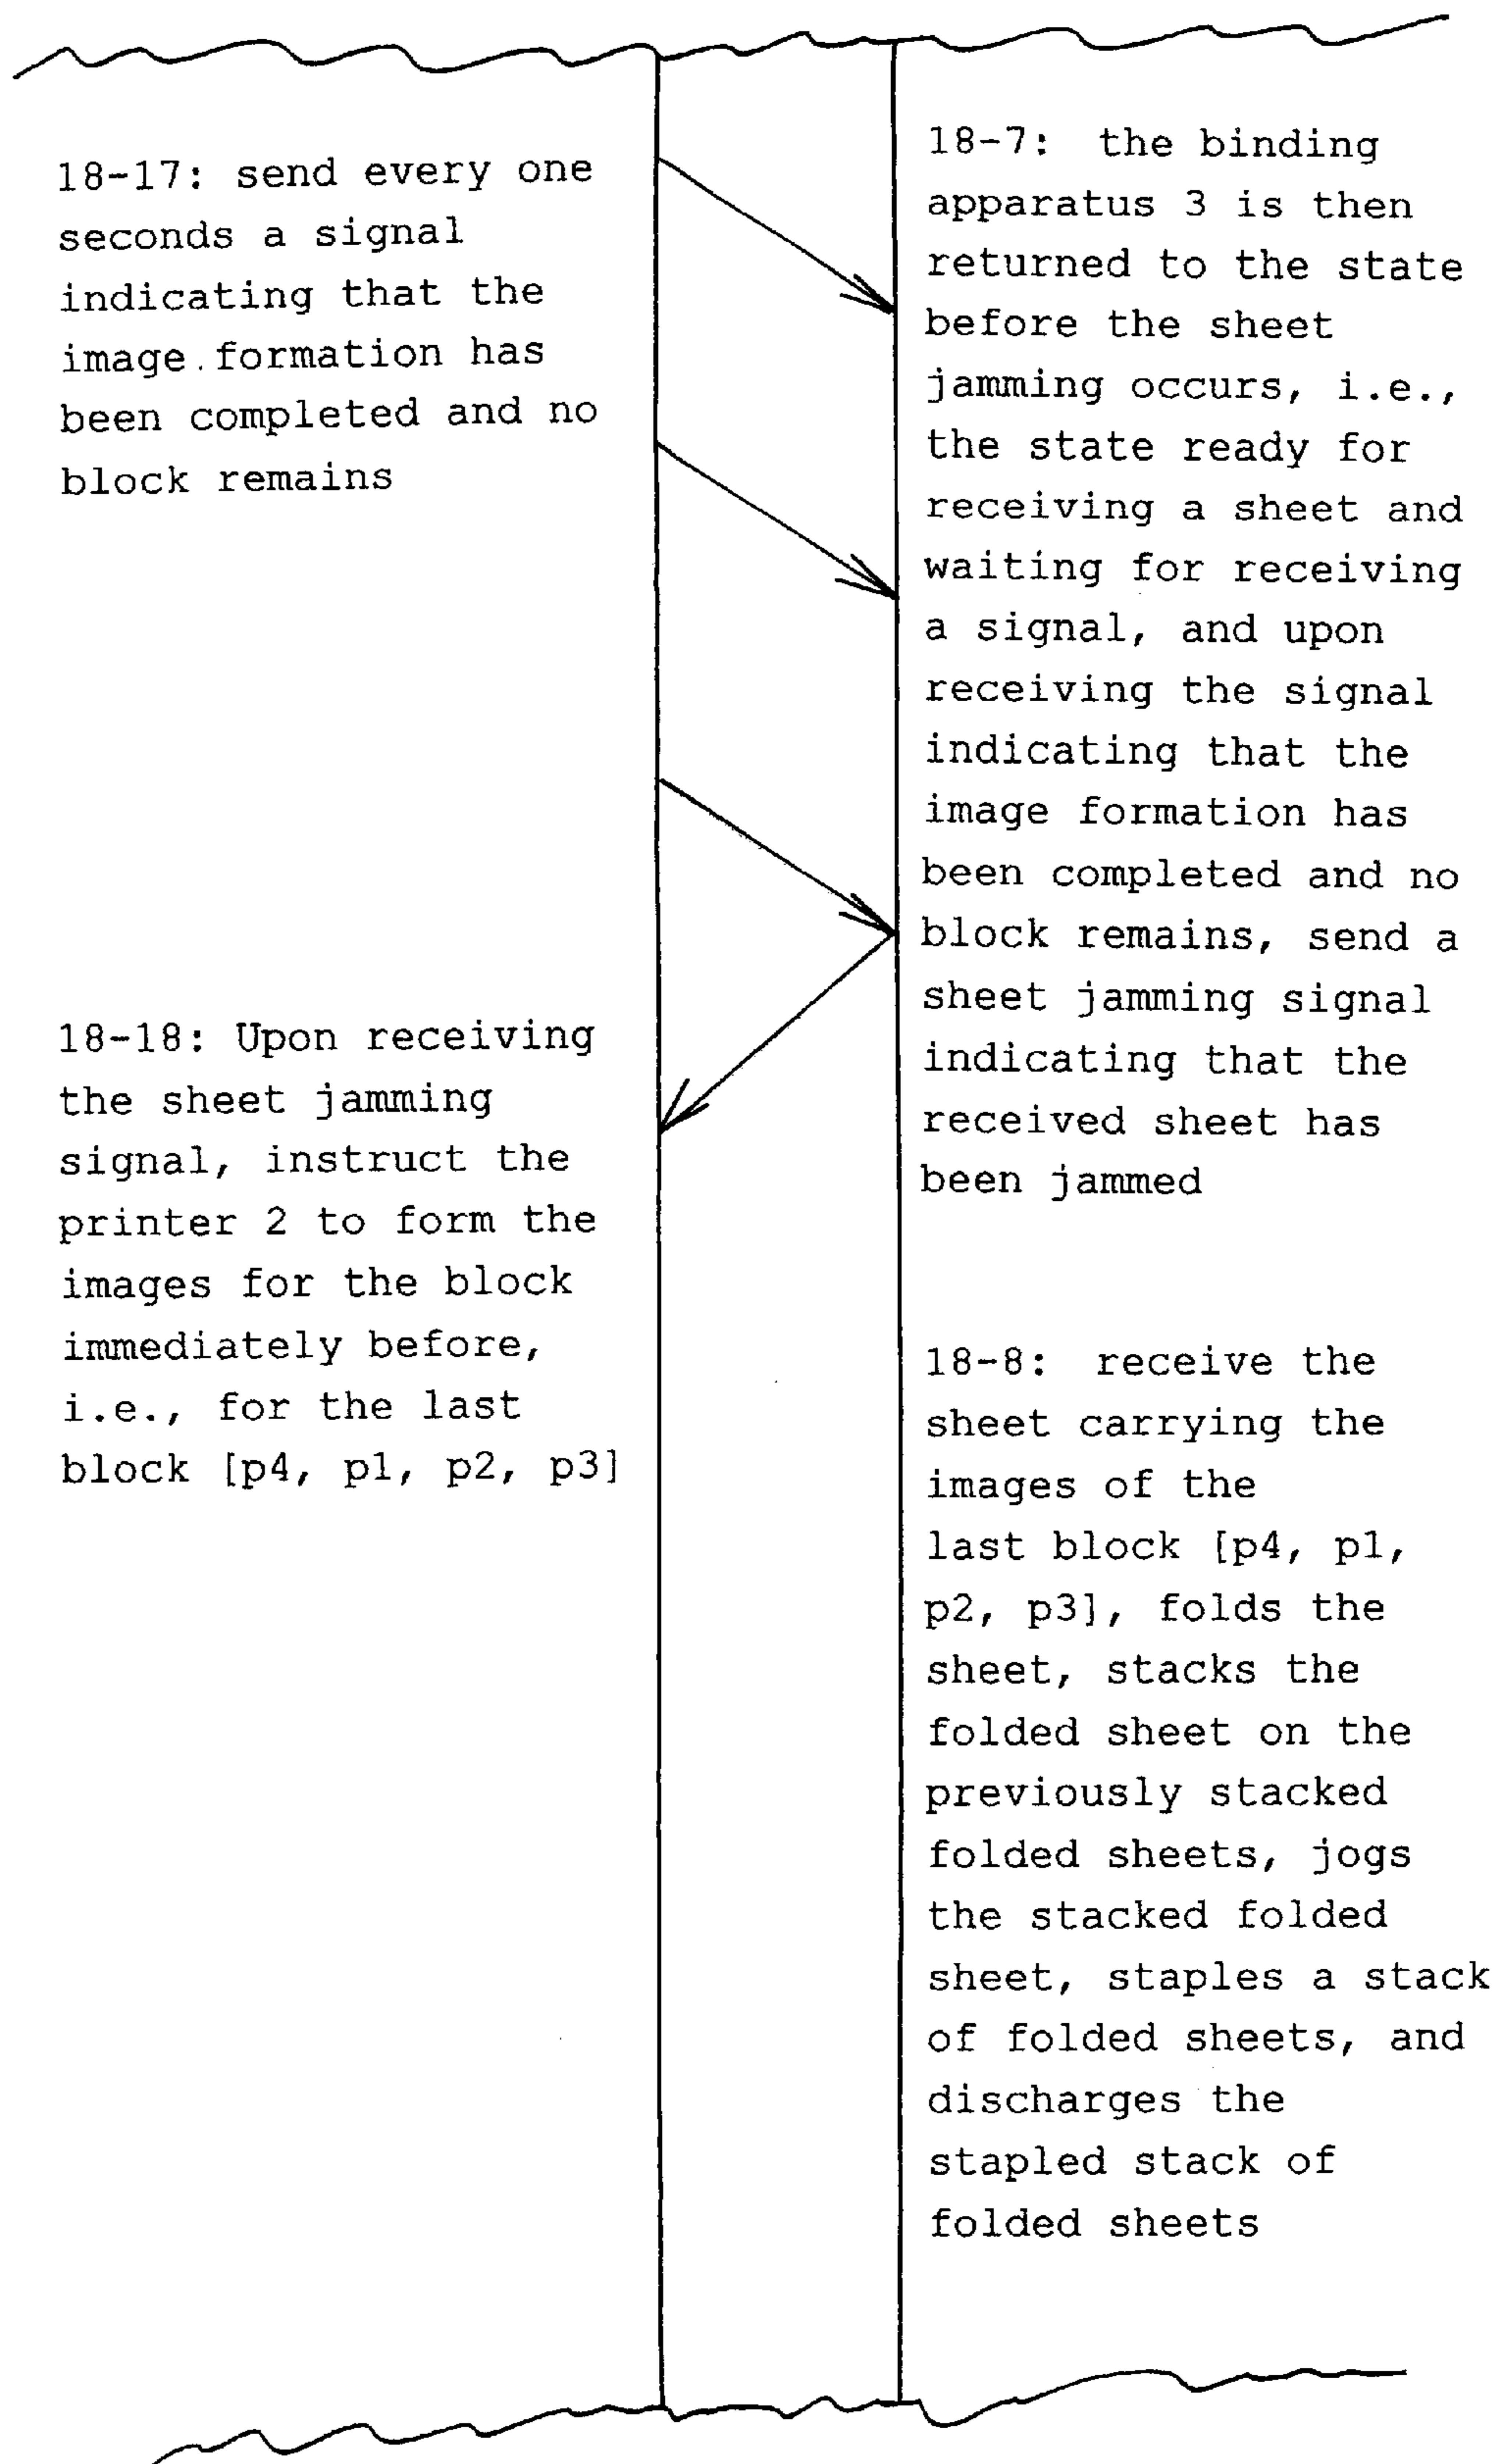 18-17: send every one
seconds a signal
indicating that the
image formation has
been completed and no
block remains
18-18: Upon receiving
the sheet jamming
signal, instruct the
printer 2 to form the
images for the block
immediately before,
i.e., for the last
block [p4, p1, p2, p3]
18-7: the binding
apparatus 3 is then
returned to the state
before the sheet
jamming occurs, i.e.,
the state ready for
receiving a sheet and
waiting for receiving
a signal, and upon
receiving the signal
indicating that the
image formation has
been completed and no
block remains, send a
sheet jamming signal
indicating that the
received sheet has
been jammed
18-8: receive the
sheet carrying the
images of the
last block [p4, p1,
p2, p3], folds the
sheet, stacks the
folded sheet on the
previously stacked
folded sheets, jogs
the stacked folded
sheet, staples a stack
of folded sheets, and
discharges the
stapled stack of
folded sheets